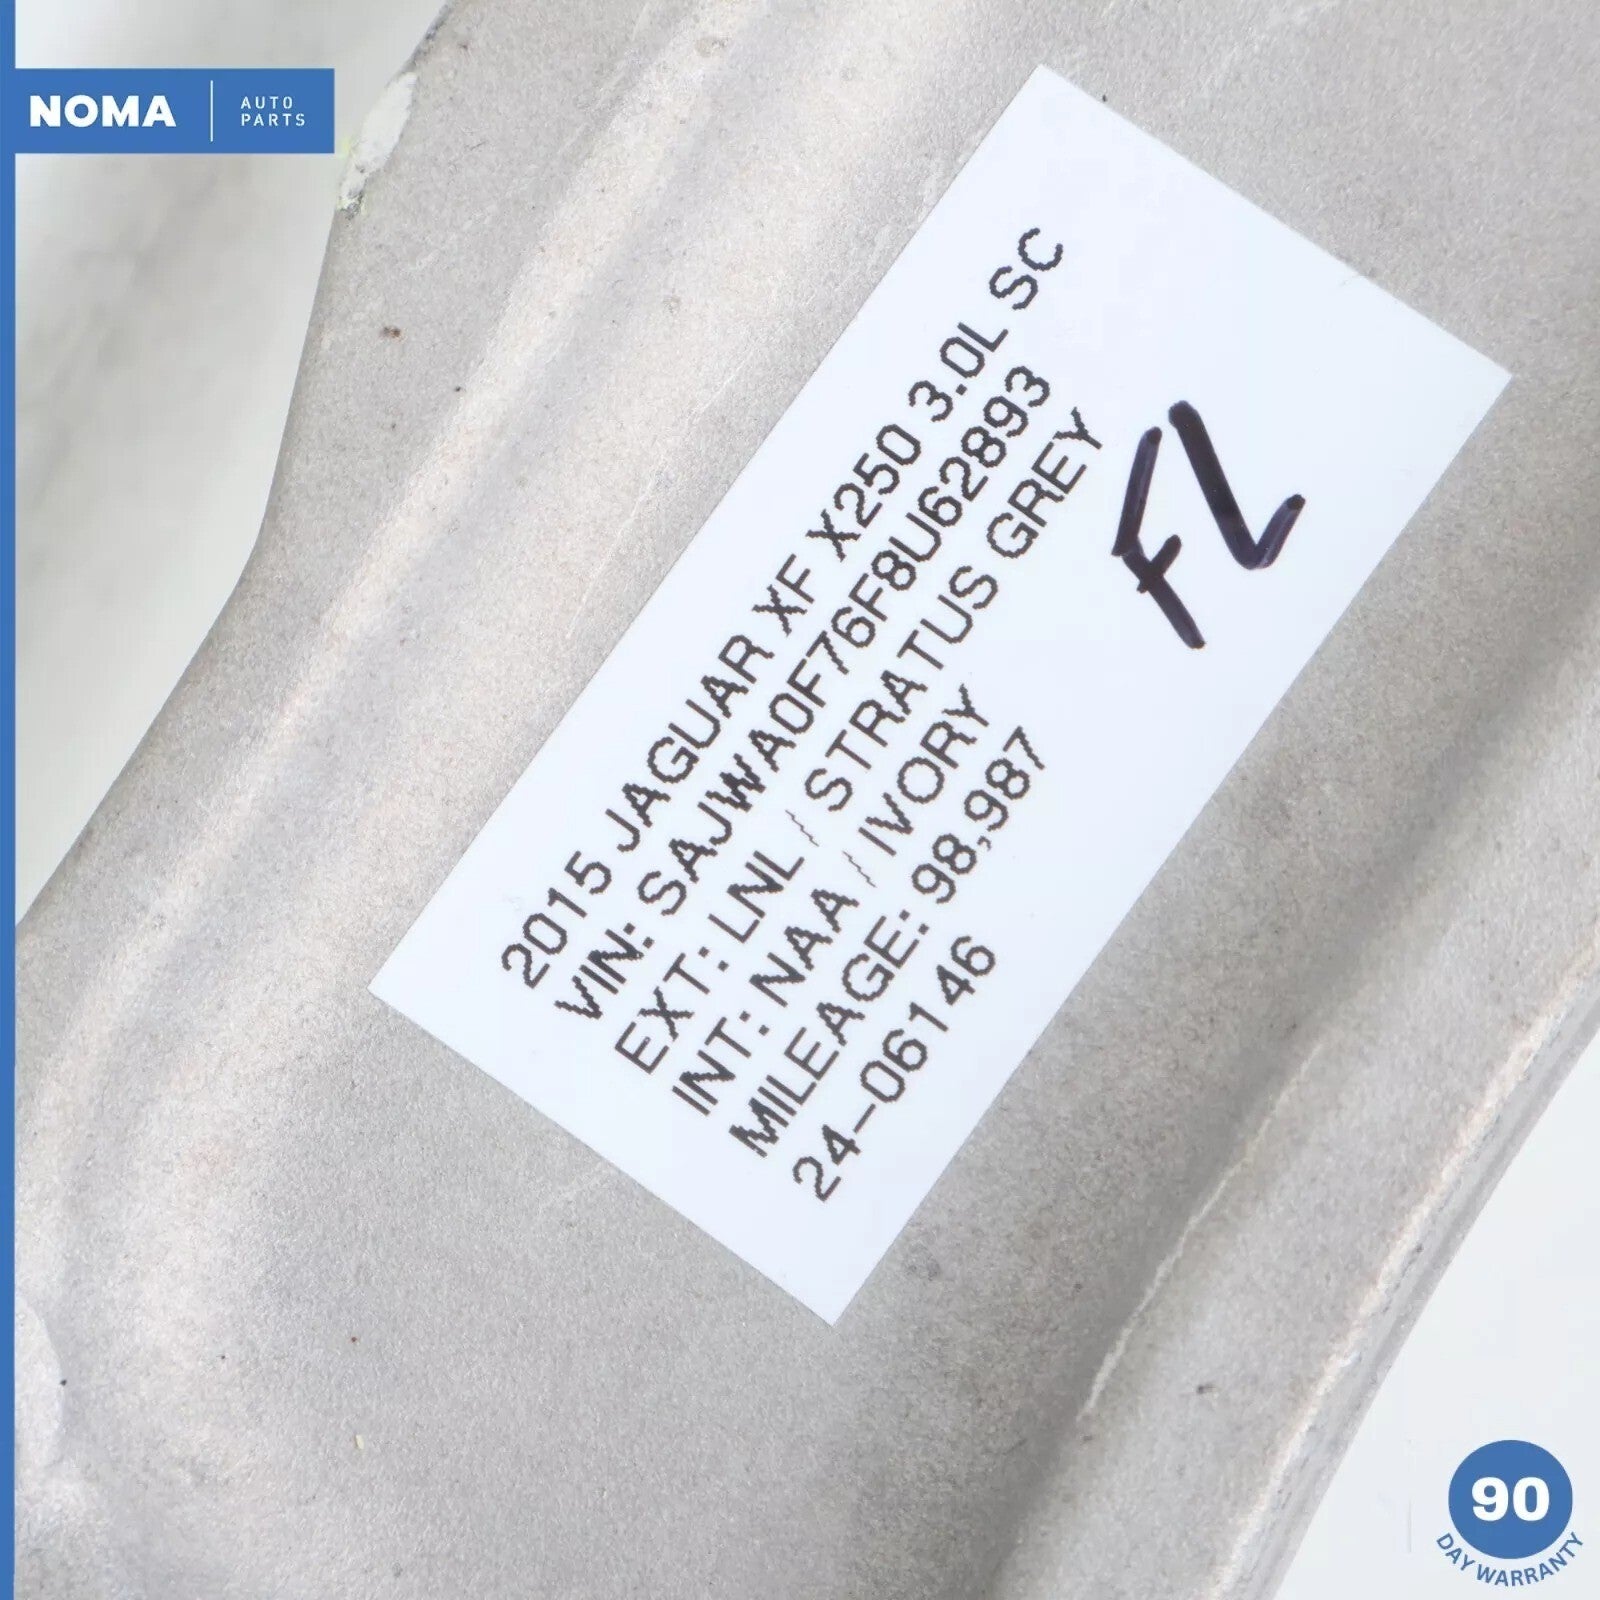 NOMA
AUTO
PARTS
2015 JAGUAR XF X250 3.0L SC
VIN: SAJWA0F76F8U62893
EXT: LNL / STRATUS GREY
INT: NAA / IVORY
MILEAGE: 98,987
24-06146
FL
90
DAY WARRANTY